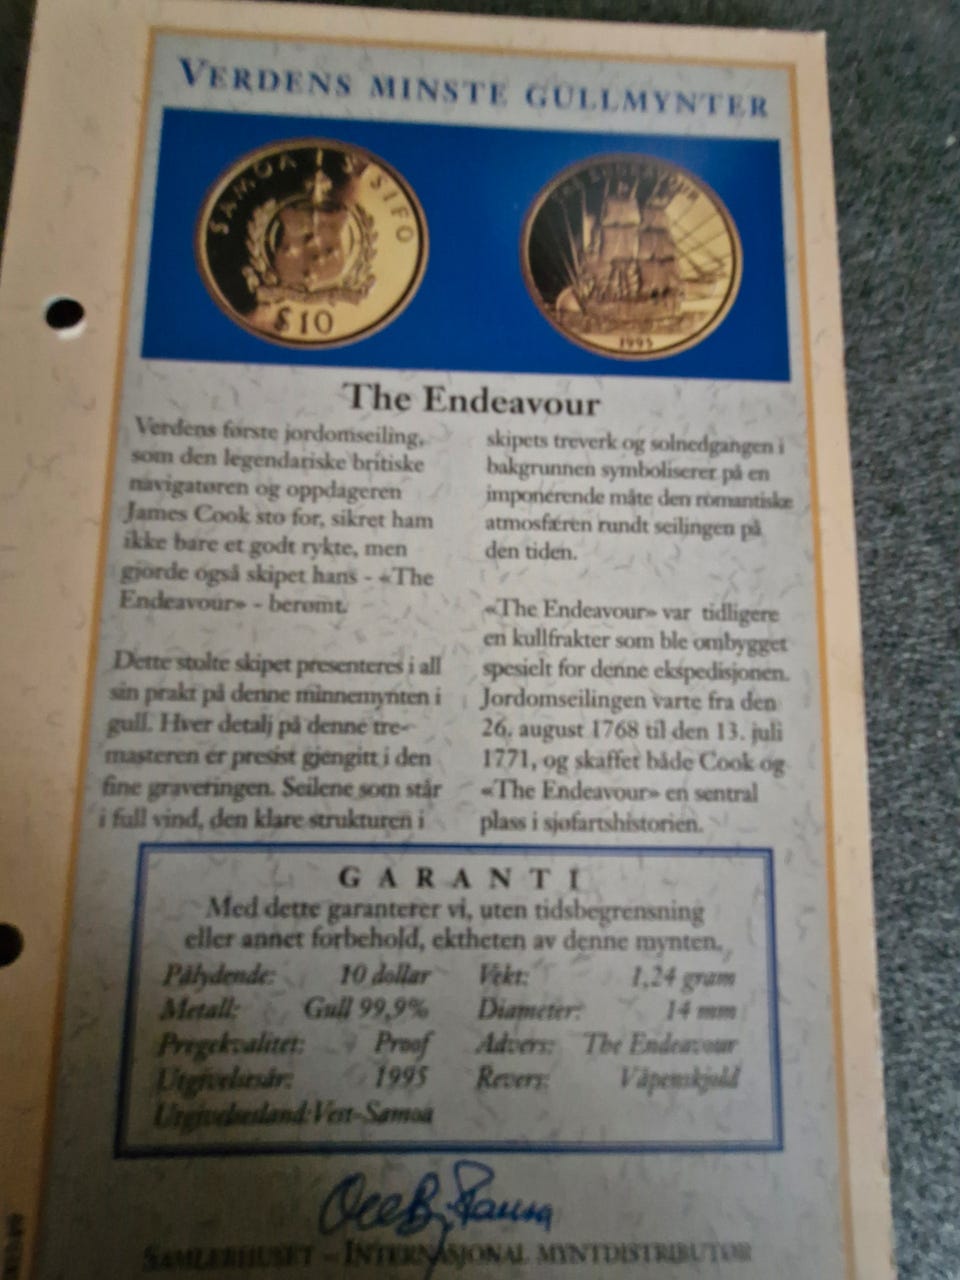 VERDENS MINSTE GULLMYNTER
SAMOA I SISIFO
$10
THE ENDEAVOUR
1995
The Endeavour
Verdens første jordomseiling,
som den legendariske britiske
navigatøren og oppdageren
James Cook sto for, sikret ham
ikke bare et godt rykte, men
gjorde også skipet hans - «The
Endeavour» - berømt.
Dette stolte skipet presenteres i all
sin prakt på denne minnemynten i
gull. Hver detalj på denne tre-
masteren er presist gjengitt i den
fine graveringen. Seilene som står
i full vind, den klare strukturen i
skipets treverk og solnedgangen i
bakgrunnen symboliserer på en
imponerende måte den romantiske
atmosfæren rundt seilingen på
den tiden.
«The Endeavour» var tidligere
en kullfrakter som ble ombygget
spesielt for denne ekspedisjonen.
Jordomseilingen varte fra den
26. august 1768 til den 13. juli
1771, og skaffet både Cook og
«The Endeavour» en sentral
plass i sjøfartshistorien.
GARANTI
Med dette garanterer vi, uten tidsbegrensning
eller annet forbehold, ektheten av denne mynten.
Pålydende: 10 dollar Vekt: 1,24 gram
Metall: Gull 99,9% Diameter: 14 mm
Pregekvalitet: Proof Advers: The Endeavour
Utgivelsesår: 1995 Revers: Våpenskjold
Utgivelsesland: Vest-Samoa
SAMLERHUSET – INTERNASJONAL MYNTDISTRIBUTØR